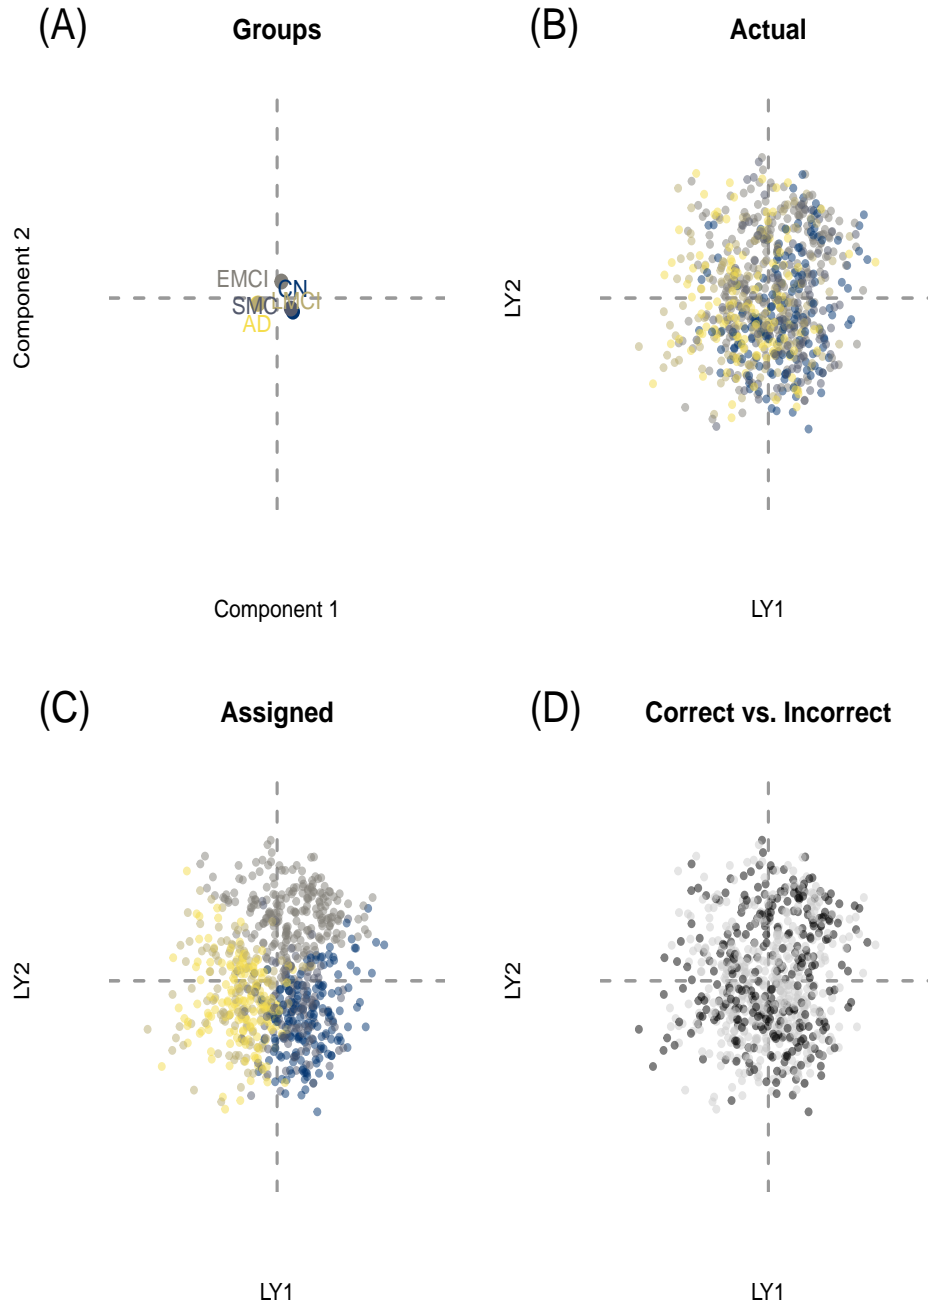 (A)
Groups
Component 2
EMCI
CN
SMC
LMCI
AD
Component 1
(B)
Actual
LY2
LY1
(C)
Assigned
LY2
LY1
(D)
Correct vs. Incorrect
LY2
LY1